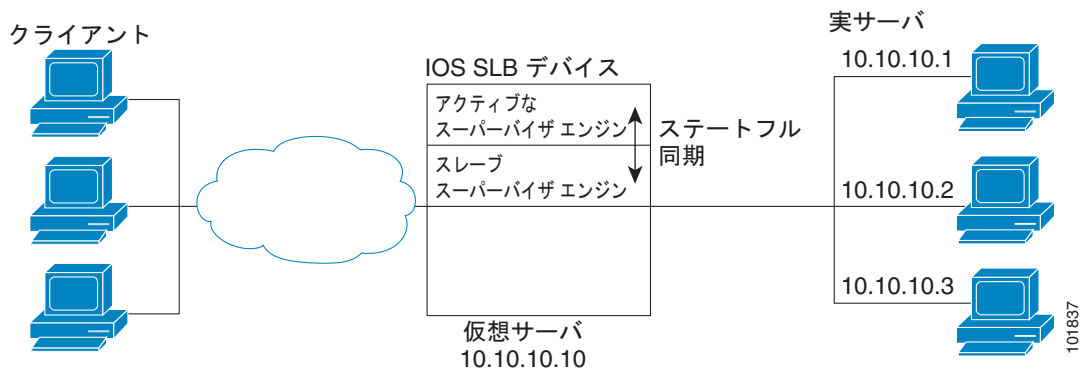 クライアント
実サーバ
10.10.10.1
IOS SLB デバイス
アクティブな
スーパーバイザ エンジン
ステートフル
同期
スレーブ
スーパーバイザ エンジン
10.10.10.2
10.10.10.3
仮想サーバ
10.10.10.10
101837